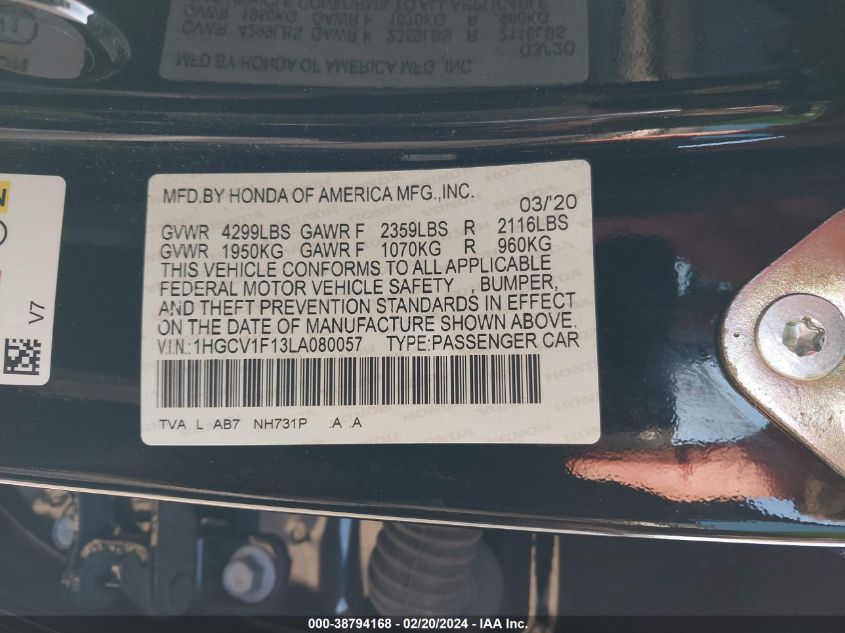 MFD.BY HONDA OF AMERICA MFG.,INC.
03/'20
GVWR 4299LBS GAWR F 2359LBS R 2116LBS
GVWR 1950KG GAWR F 1070KG R 960KG
THIS VEHICLE CONFORMS TO ALL APPLICABLE
FEDERAL MOTOR VEHICLE SAFETY BUMPER,
AND THEFT PREVENTION STANDARDS IN EFFECT
ON THE DATE OF MANUFACTURE SHOWN ABOVE.
V.I.N.:1HGCV1F13LA080057 TYPE:PASSENGER CAR
TVA L AB7 NH731P .A .A
V7
000-38794168 - 02/20/2024 - IAA Inc.